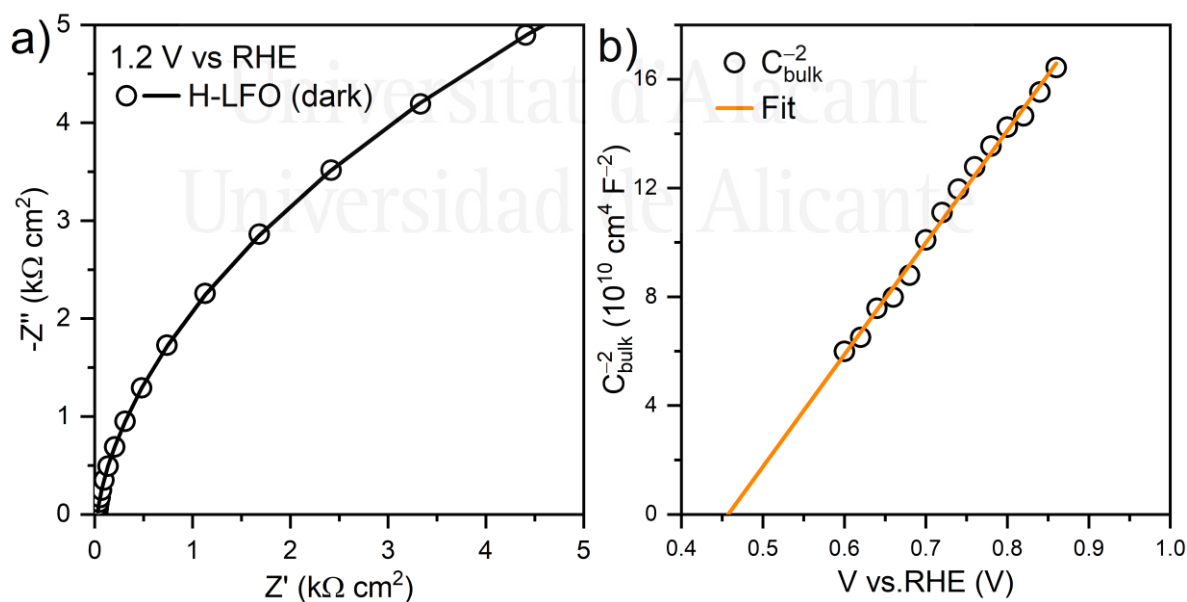 a)
1.2 V vs RHE
H-LFO (dark)
-Z'' (kΩ cm²)
5
4
3
2
1
0
0 1 2 3 4 5
Z' (kΩ cm²)
b)
C⁻²bulk
Fit
C⁻²bulk (10¹⁰ cm⁴ F⁻²)
16
12
8
4
0
0.4 0.5 0.6 0.7 0.8 0.9 1.0
V vs.RHE (V)
Universitat d'Alacant
Universidad de Alicante